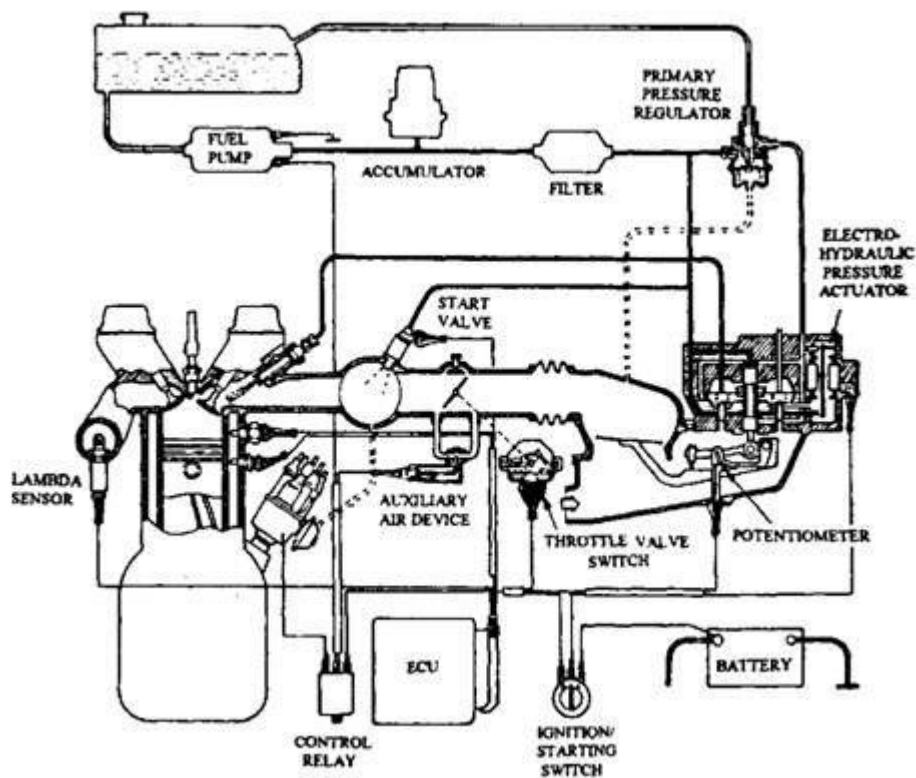 PRIMARY
PRESSURE
REGULATOR
FUEL
PUMP
ACCUMULATOR
FILTER
ELECTRO-
HYDRAULIC
PRESSURE
ACTUATOR
START
VALVE
LAMBDA
SENSOR
AUXILIARY
AIR DEVICE
THROTTLE VALVE
SWITCH
POTENTIOMETER
ECU
BATTERY
CONTROL
RELAY
IGNITION/
STARTING
SWITCH